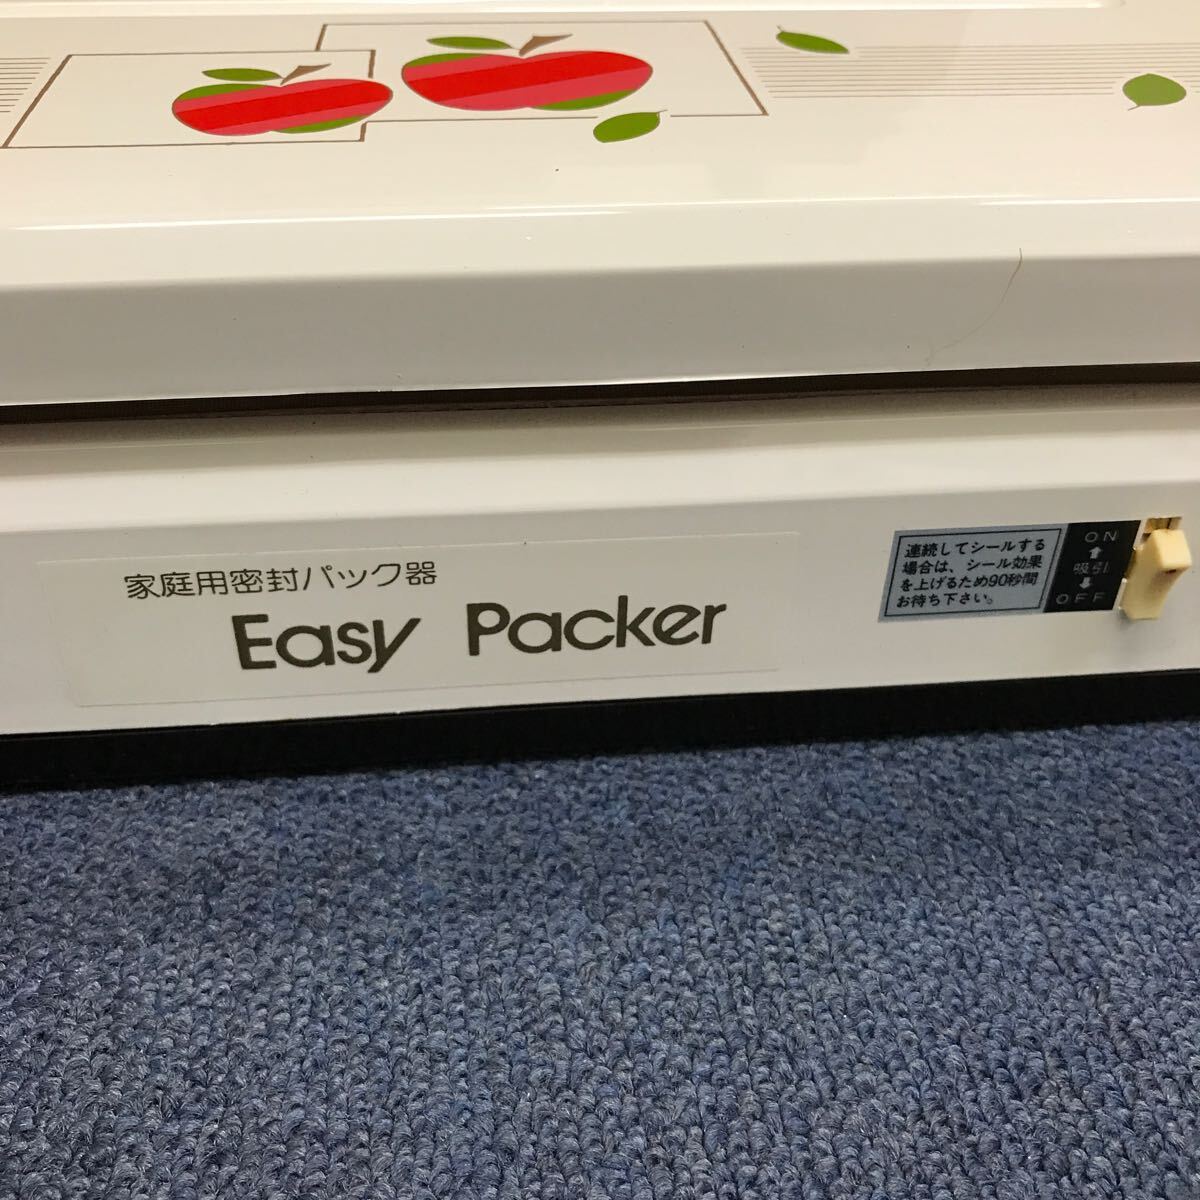 家庭用密封パック器
Easy Packer
連続してシールする
場合は、シール効果
を上げるため90秒間
お待ち下さい。
ON
↑
吸引
↓
OFF